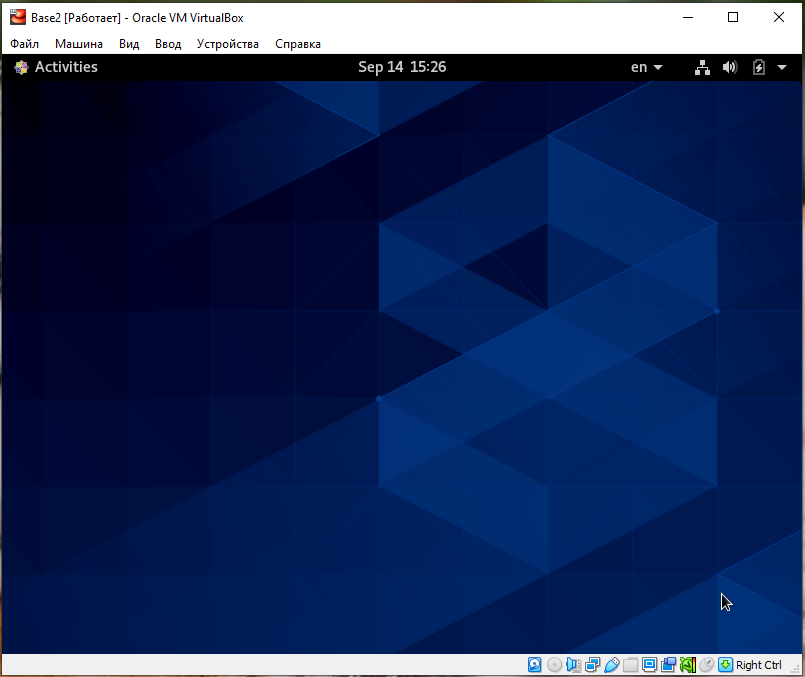 Base2 [Работает] - Oracle VM VirtualBox
Файл Машина Вид Ввод Устройства Справка
Activities Sep 14 15:26 en
Right Ctrl